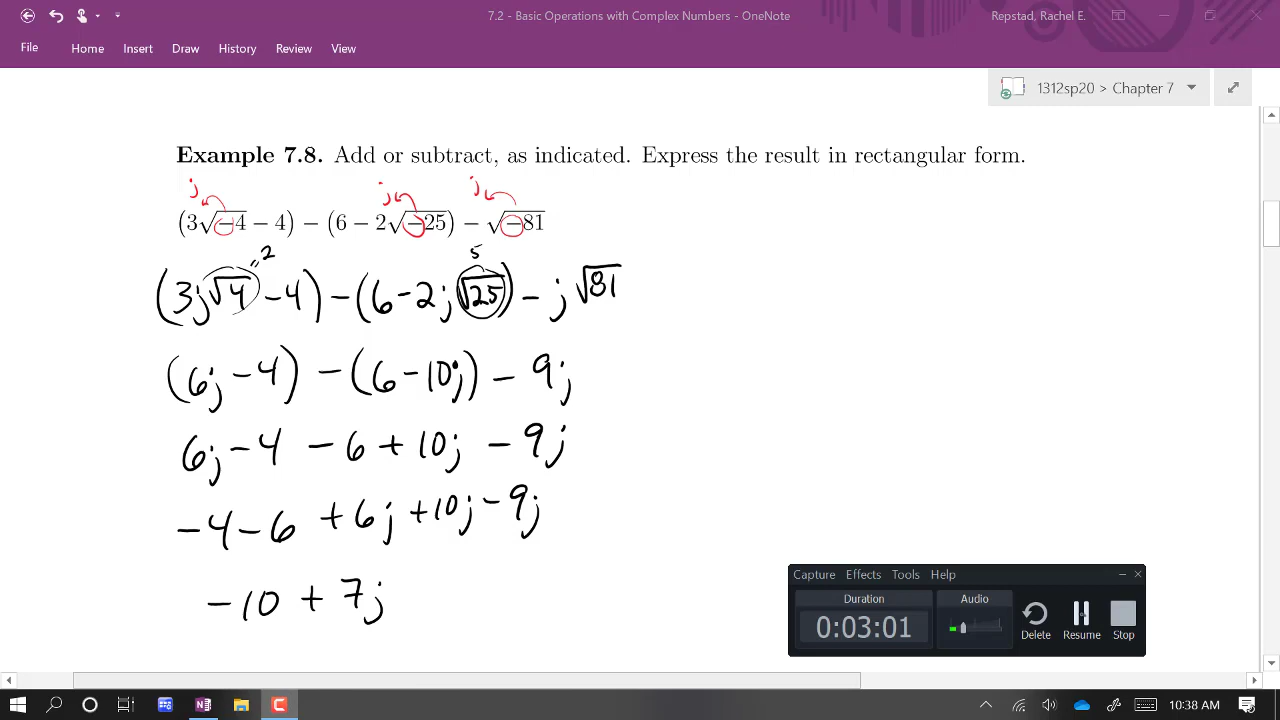 7.2 - Basic Operations with Complex Numbers - OneNote
Repstad, Rachel E.
File Home Insert Draw History Review View
1312sp20 > Chapter 7
Example 7.8. Add or subtract, as indicated. Express the result in rectangular form.
j j j
(3√−4 − 4) − (6 − 2√−25) − √−81
=2 5
(3j√4 − 4) − (6 − 2j√25) − j√81
(6j − 4) − (6 − 10j) − 9j
6j − 4 − 6 + 10j − 9j
−4 − 6 + 6j + 10j − 9j
−10 + 7j
Capture Effects Tools Help
Duration Audio
0:03:01
Delete Resume Stop
10:38 AM